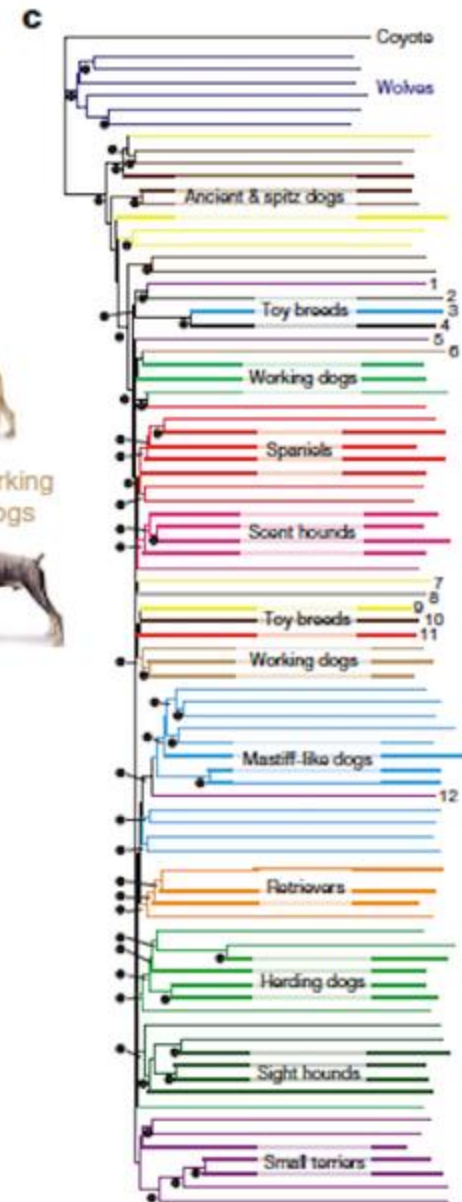 C
Coyote
Wolves
Ancient & spitz dogs
1
2
Toy breeds
3
4
5
6
Working dogs
Spaniels
rking
ogs
Scent hounds
7
8
9
Toy breeds
10
11
Working dogs
Mastiff-like dogs
12
Retrievers
Herding dogs
Sight hounds
Small terriers